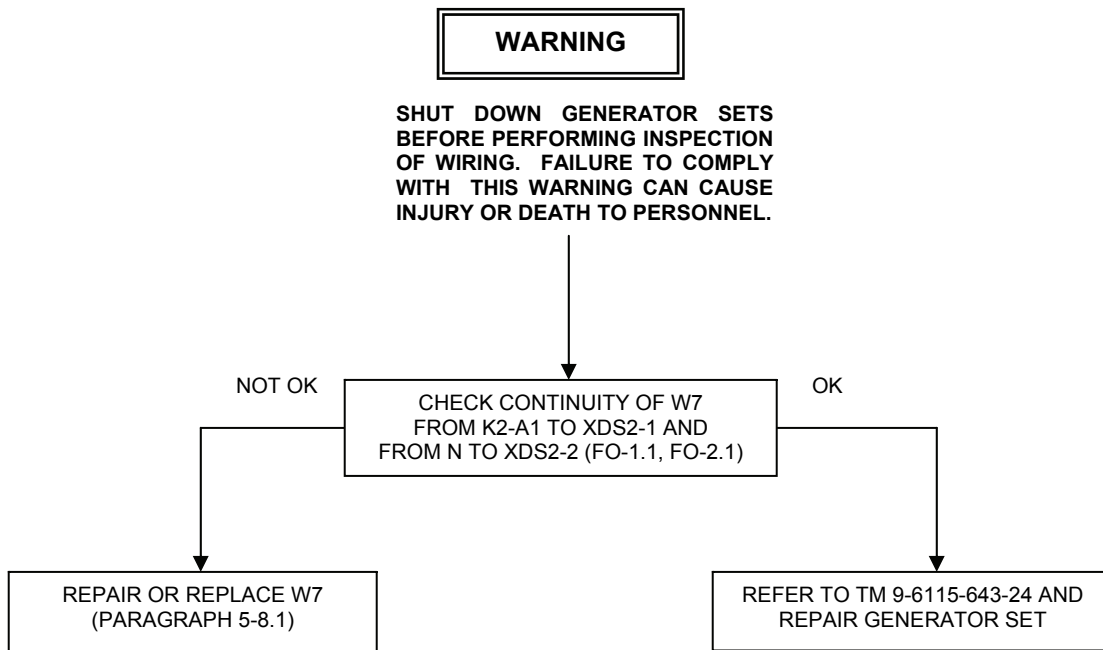 WARNING
SHUT DOWN GENERATOR SETS
BEFORE PERFORMING INSPECTION
OF WIRING. FAILURE TO COMPLY
WITH THIS WARNING CAN CAUSE
INJURY OR DEATH TO PERSONNEL.
NOT OK
OK
CHECK CONTINUITY OF W7
FROM K2-A1 TO XDS2-1 AND
FROM N TO XDS2-2 (FO-1.1, FO-2.1)
REPAIR OR REPLACE W7
(PARAGRAPH 5-8.1)
REFER TO TM 9-6115-643-24 AND
REPAIR GENERATOR SET